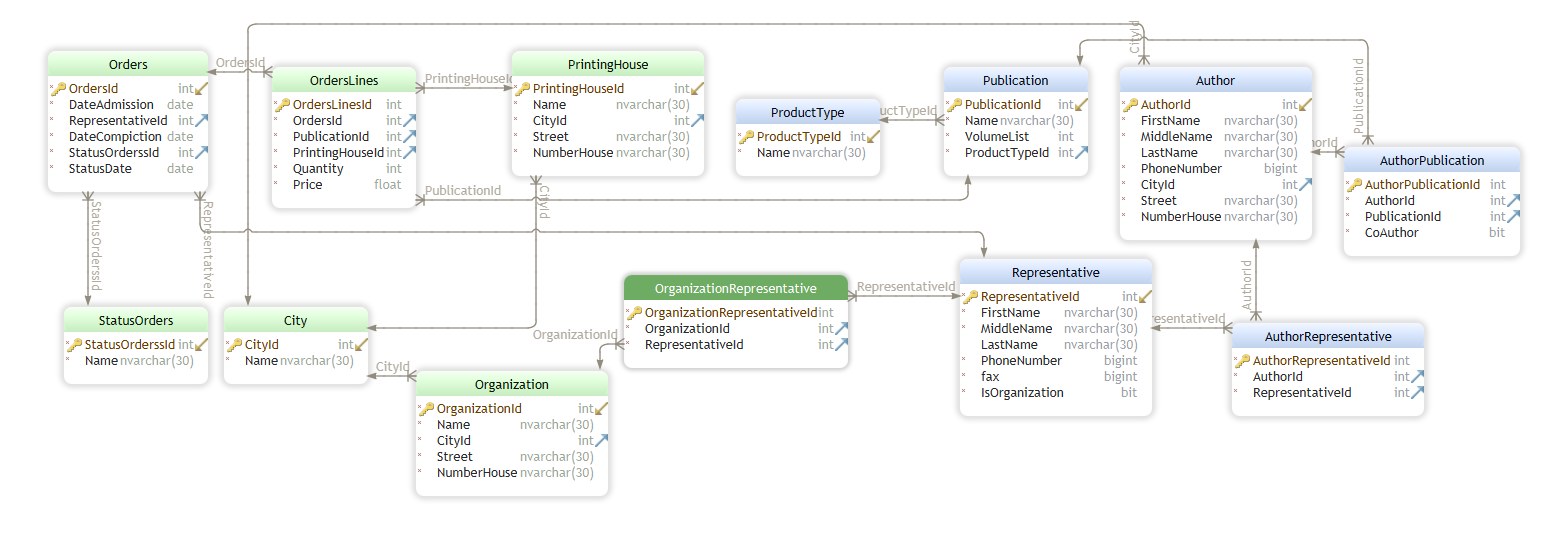 CityId
Orders
OrdersId int
DateAdmission date
RepresentativeId int
DateCompiction date
StatusOrderssId int
StatusDate date
OrdersId
OrdersLines
OrdersLinesId int
OrdersId int
PublicationId int
PrintingHouseId int
Quantity int
Price float
PrintingHouseId
PublicationId
PrintingHouse
PrintingHouseId int
Name nvarchar(30)
CityId int
Street nvarchar(30)
NumberHouse nvarchar(30)
CityId
ProductType
ProductTypeId int
Name nvarchar(30)
uctTypeId
Publication
PublicationId int
Name nvarchar(30)
VolumeList int
ProductTypeId int
Author
AuthorId int
FirstName nvarchar(30)
MiddleName nvarchar(30)
LastName nvarchar(30)
PhoneNumber bigint
CityId int
Street nvarchar(30)
NumberHouse nvarchar(30)
PublicationId
horId
AuthorPublication
AuthorPublicationId int
AuthorId int
PublicationId int
CoAuthor bit
StatusOrderssId
RepresentativeId
StatusOrders
StatusOrderssId int
Name nvarchar(30)
City
CityId int
Name nvarchar(30)
CityId
Organization
OrganizationId int
Name nvarchar(30)
CityId int
Street nvarchar(30)
NumberHouse nvarchar(30)
OrganizationId
OrganizationRepresentative
OrganizationRepresentativeId int
OrganizationId int
RepresentativeId int
RepresentativeId
Representative
RepresentativeId int
FirstName nvarchar(30)
MiddleName nvarchar(30)
LastName nvarchar(30)
PhoneNumber bigint
fax bigint
IsOrganization bit
AuthorId
resentativeId
AuthorRepresentative
AuthorRepresentativeId int
AuthorId int
RepresentativeId int